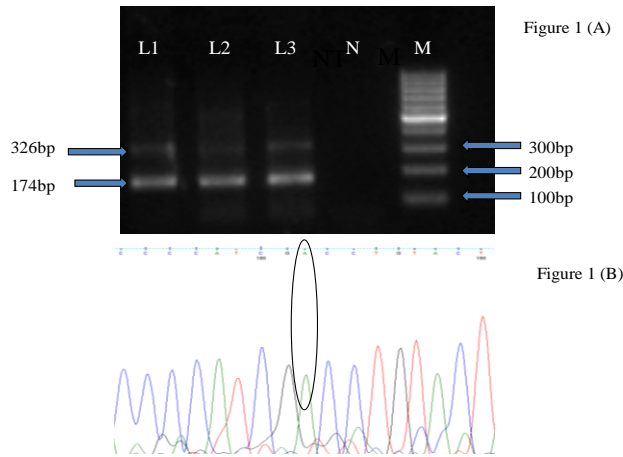 Figure 1 (A)
L1 L2 L3 NT N M M
326bp
300bp
200bp
174bp
100bp
Figure 1 (B)